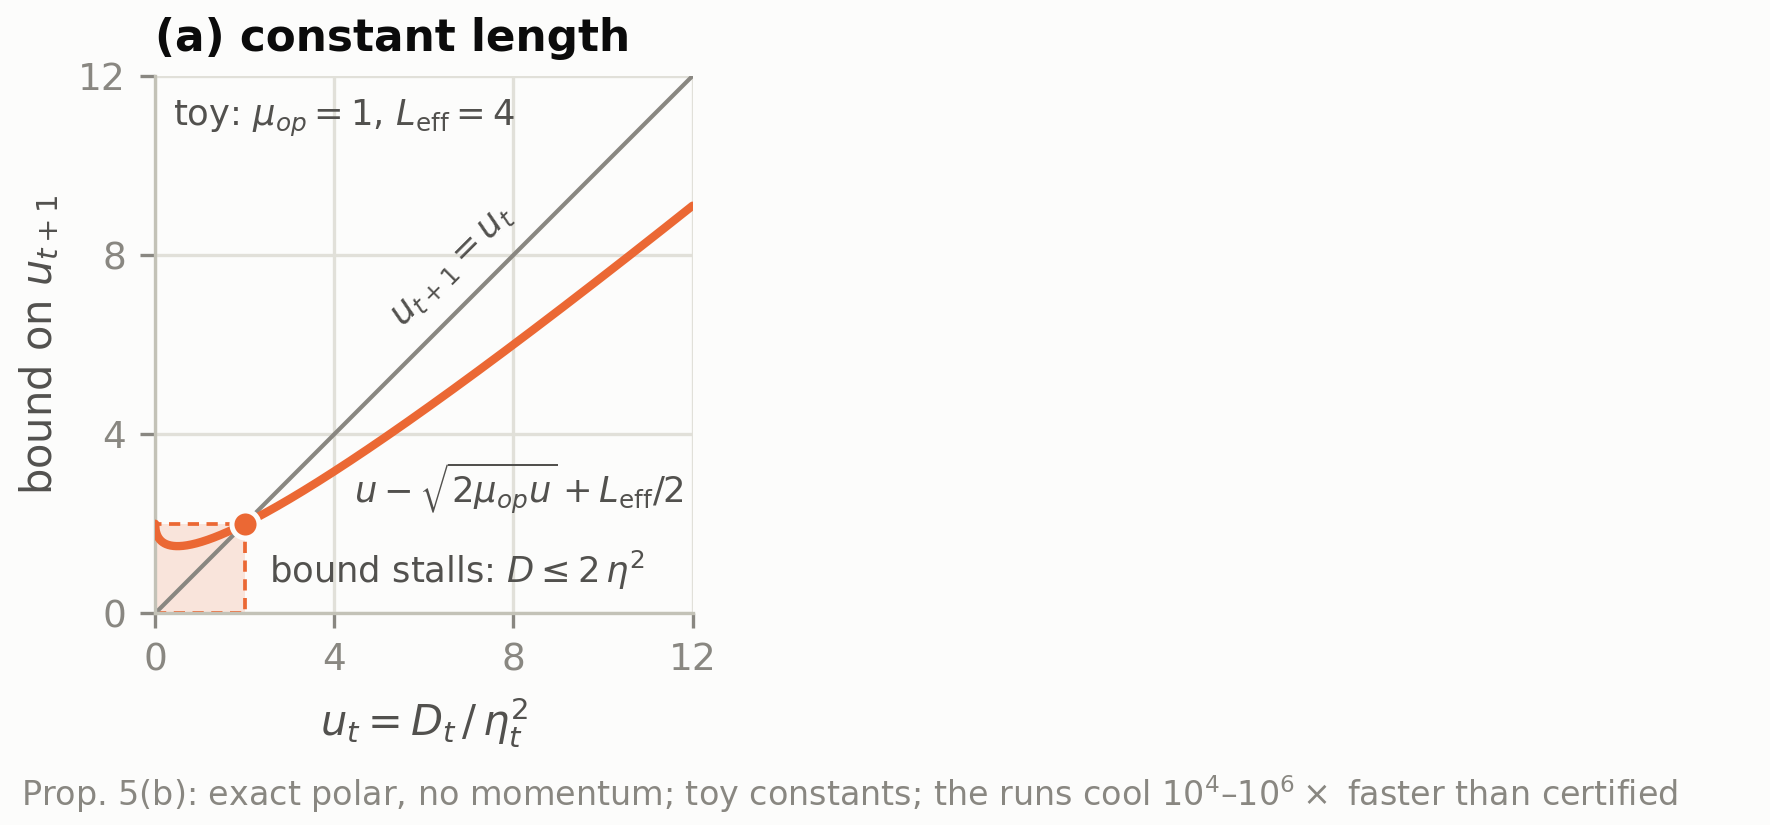 (a) constant length
12
toy: μ_op = 1, L_eff = 4
u_{t+1} = u_t
8
bound on u_{t+1}
4
u − √(2μ_op u) + L_eff/2
bound stalls: D ≤ 2 η²
0
0 4 8 12
u_t = D_t / η_t²
Prop. 5(b): exact polar, no momentum; toy constants; the runs cool 10⁴–10⁶ × faster than certified